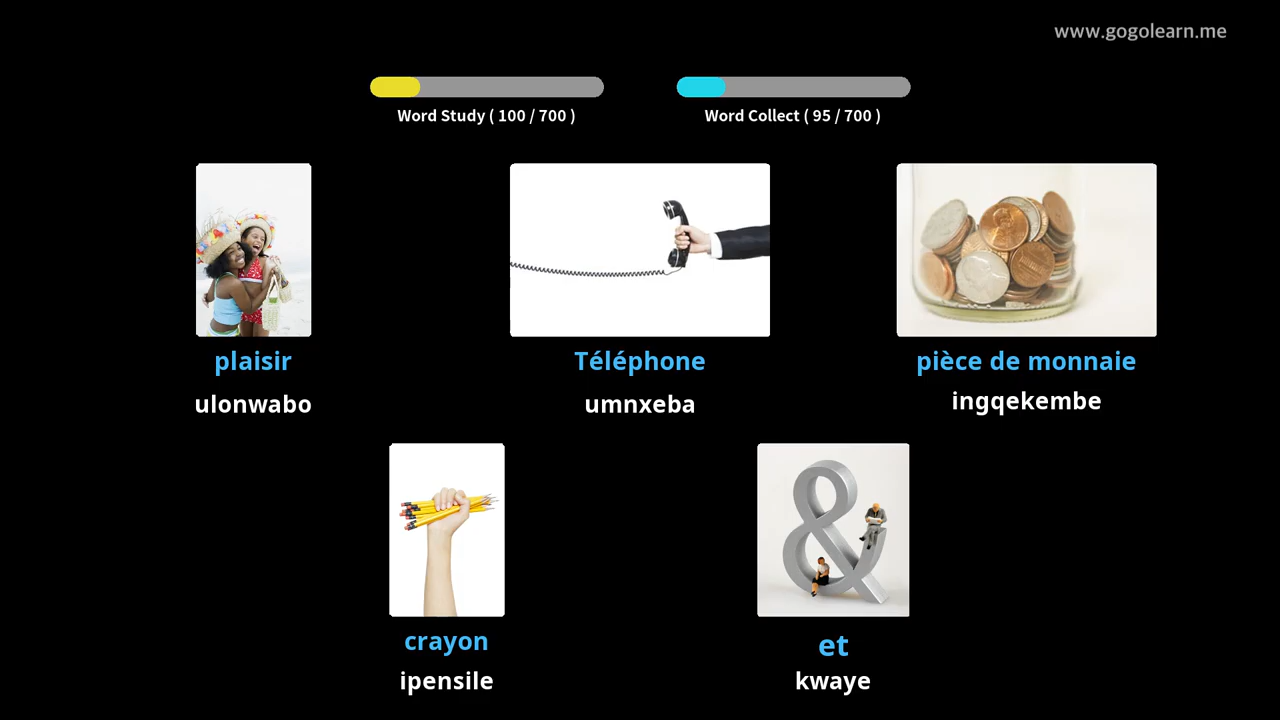 www.gogolearn.me
Word Study ( 100 / 700 )
Word Collect ( 95 / 700 )
plaisir
ulonwabo
Téléphone
umnxeba
pièce de monnaie
ingqekembe
crayon
ipensile
et
kwaye